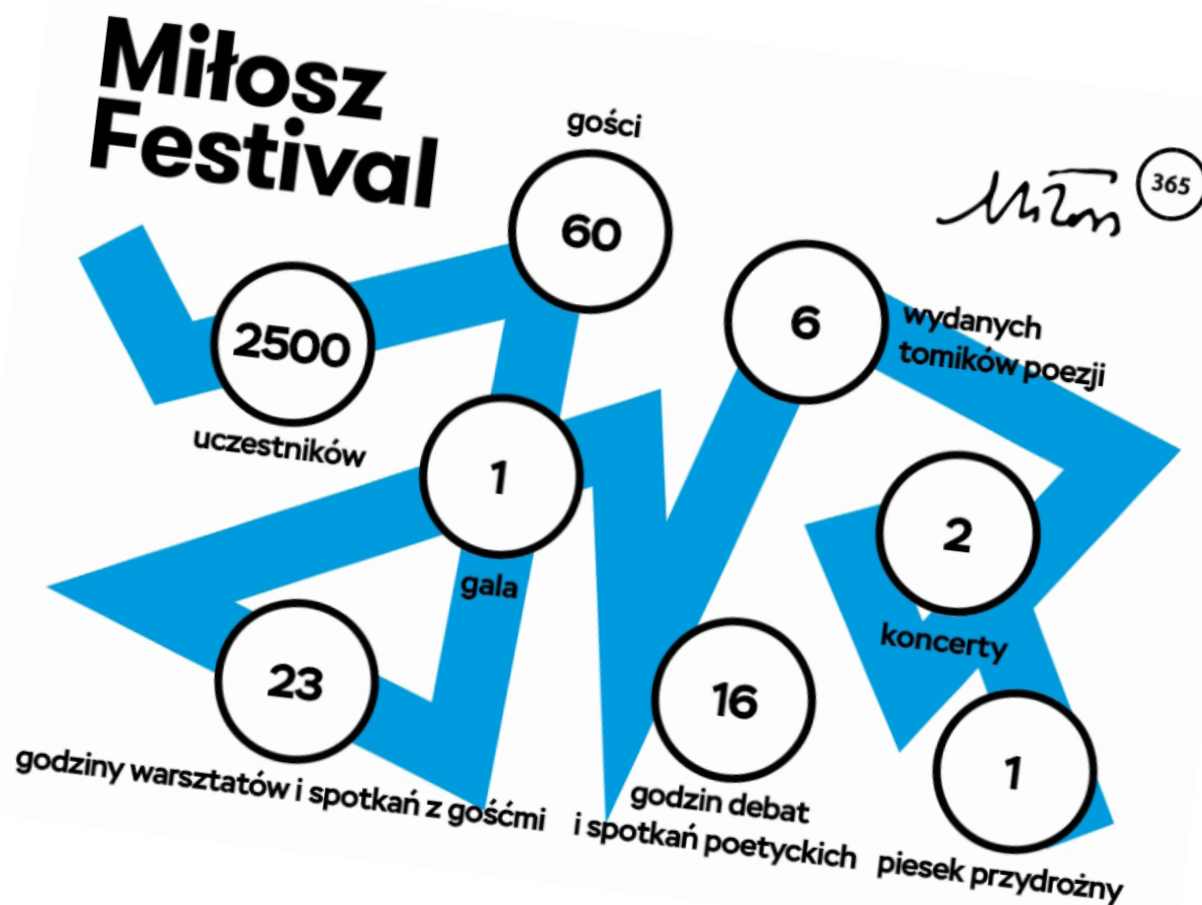 Miłosz
Festival
gości
60
Miłosz
365
2500
uczestników
6
wydanych
tomików poezji
1
gala
2
koncerty
23
godziny warsztatów i spotkań z gośćmi
16
godzin debat
i spotkań poetyckich
1
piesek przydrożny